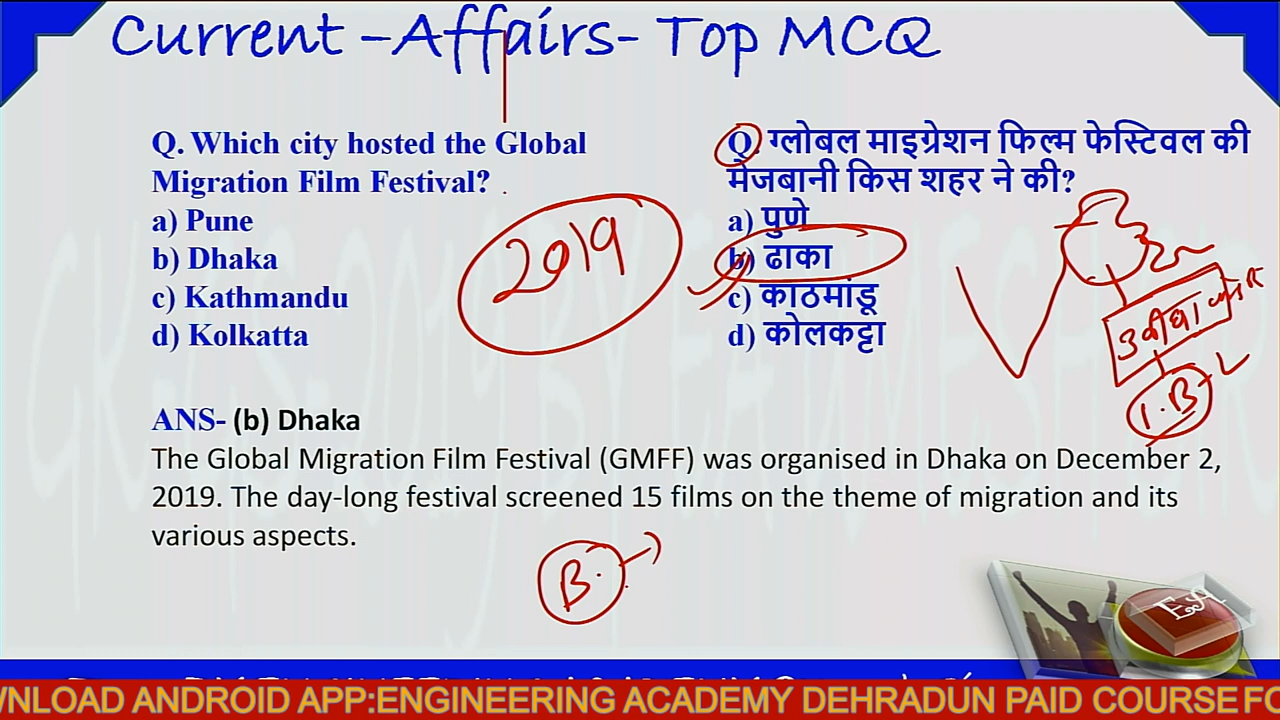 Current -Affairs- Top MCQ
Q. Which city hosted the Global
Migration Film Festival?
a) Pune
b) Dhaka
c) Kathmandu
d) Kolkatta
Q. ग्लोबल माइग्रेशन फिल्म फेस्टिवल की
मेजबानी किस शहर ने की?
a) पुणे
b) ढाका
c) काठमांडू
d) कोलकट्टा
2019
I.B
ANS- (b) Dhaka
The Global Migration Film Festival (GMFF) was organised in Dhaka on December 2,
2019. The day-long festival screened 15 films on the theme of migration and its
various aspects.
B.
EA
WNLOAD ANDROID APP:ENGINEERING ACADEMY DEHRADUN PAID COURSE FO